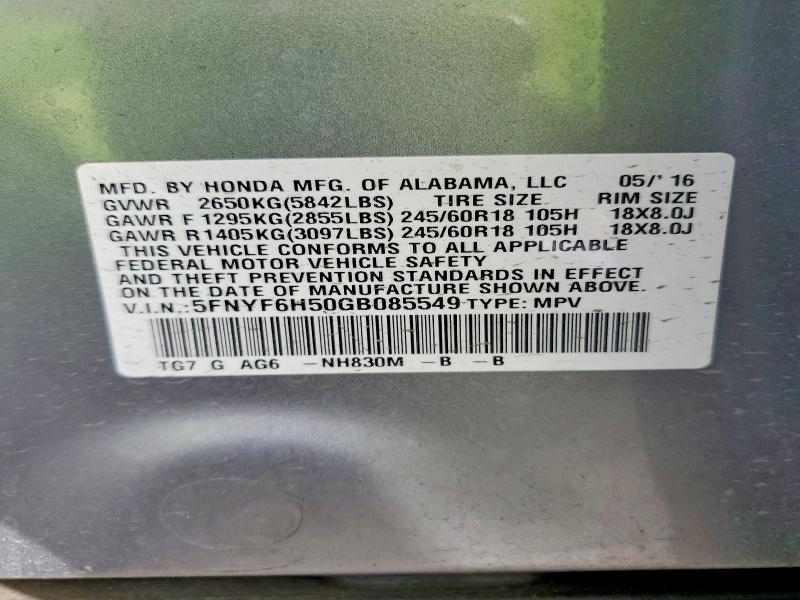 MFD. BY HONDA MFG. OF ALABAMA, LLC 05/' 16
GVWR 2650KG(5842LBS) TIRE SIZE RIM SIZE
GAWR F 1295KG(2855LBS) 245/60R18 105H 18X8.0J
GAWR R 1405KG(3097LBS) 245/60R18 105H 18X8.0J
THIS VEHICLE CONFORMS TO ALL APPLICABLE
FEDERAL MOTOR VEHICLE SAFETY
AND THEFT PREVENTION STANDARDS IN EFFECT
ON THE DATE OF MANUFACTURE SHOWN ABOVE.
V.I.N.:5FNYF6H50GB085549 TYPE: MPV
TG7 G AG6 -NH830M -B -B